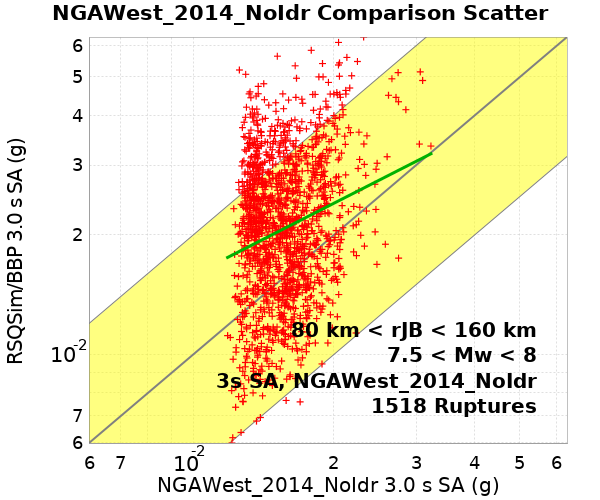 NGAWest_2014_NoIdr Comparison Scatter
RSQSim/BBP 3.0 s SA (g)
6
5
4
3
2
10-2
7
6
80 km < rJB < 160 km
7.5 < Mw < 8
3s SA, NGAWest_2014_NoIdr
1518 Ruptures
6 7 10-2 2 3 4 5 6
NGAWest_2014_NoIdr 3.0 s SA (g)